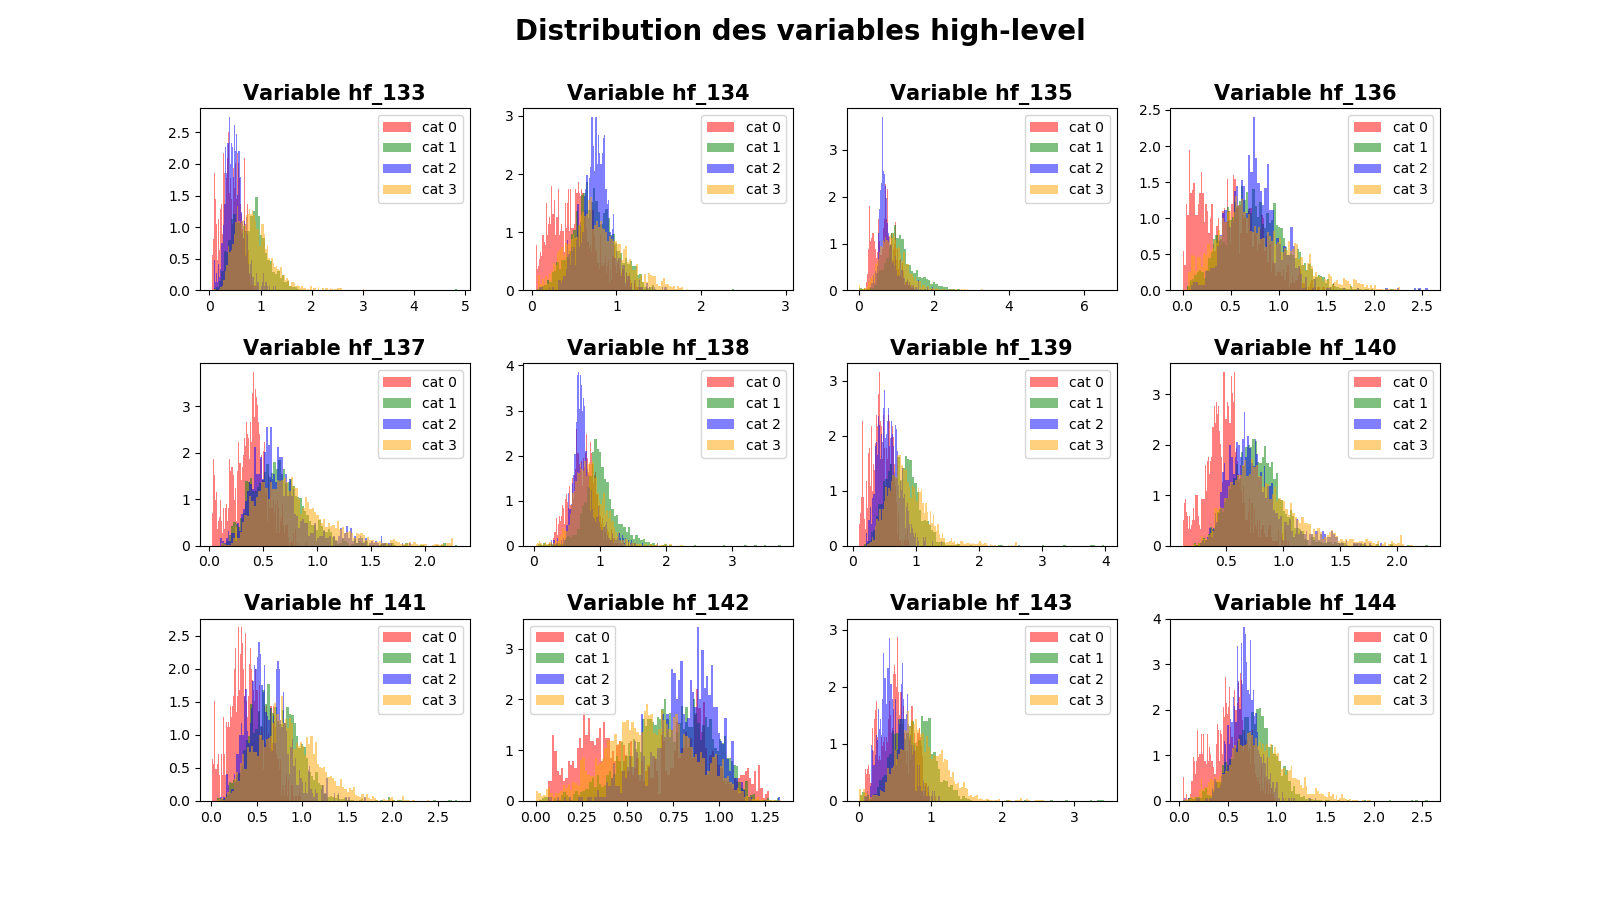 Distribution des variables high-level
Variable hf_133
cat 0
cat 1
cat 2
cat 3
0.0
0.5
1.0
1.5
2.0
2.5
0 1 2 3 4 5
Variable hf_134
cat 0
cat 1
cat 2
cat 3
0
1
2
3
0 1 2 3
Variable hf_135
cat 0
cat 1
cat 2
cat 3
0
1
2
3
0 2 4 6
Variable hf_136
cat 0
cat 1
cat 2
cat 3
0.0
0.5
1.0
1.5
2.0
2.5
0.0 0.5 1.0 1.5 2.0 2.5
Variable hf_137
cat 0
cat 1
cat 2
cat 3
0
1
2
3
0.0 0.5 1.0 1.5 2.0
Variable hf_138
cat 0
cat 1
cat 2
cat 3
0
1
2
3
4
0 1 2 3
Variable hf_139
cat 0
cat 1
cat 2
cat 3
0
1
2
3
0 1 2 3 4
Variable hf_140
cat 0
cat 1
cat 2
cat 3
0
1
2
3
0.5 1.0 1.5 2.0
Variable hf_141
cat 0
cat 1
cat 2
cat 3
0.0
0.5
1.0
1.5
2.0
2.5
0.0 0.5 1.0 1.5 2.0 2.5
Variable hf_142
cat 0
cat 1
cat 2
cat 3
0
1
2
3
0.00 0.25 0.50 0.75 1.00 1.25
Variable hf_143
cat 0
cat 1
cat 2
cat 3
0
1
2
3
0 1 2 3
Variable hf_144
cat 0
cat 1
cat 2
cat 3
0
1
2
3
4
0.0 0.5 1.0 1.5 2.0 2.5